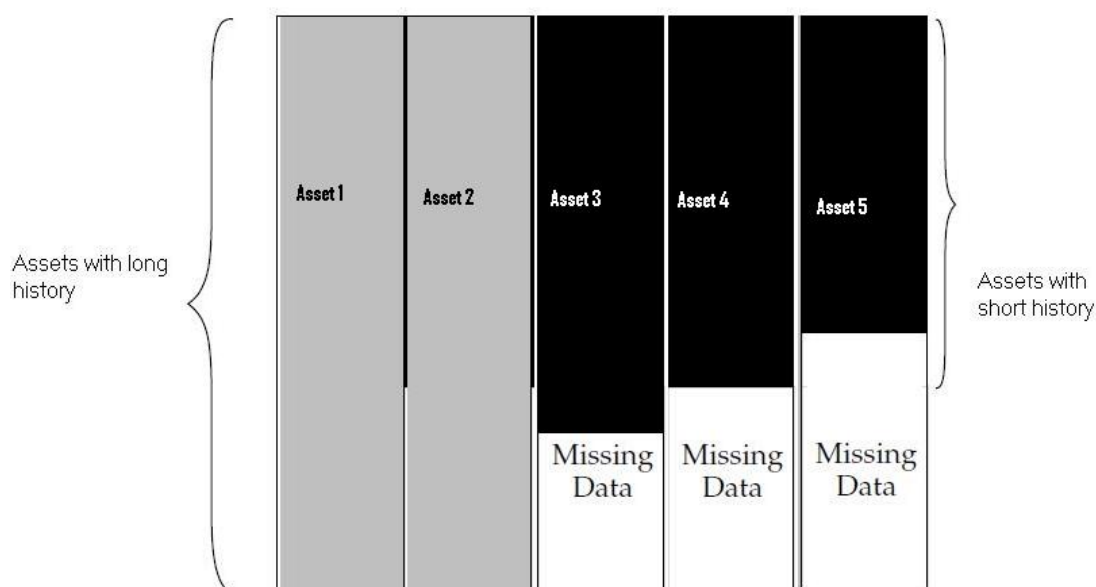 Assets with long
history
Asset 1
Asset 2
Asset 3
Asset 4
Asset 5
Missing
Data
Missing
Data
Missing
Data
Assets with
short history